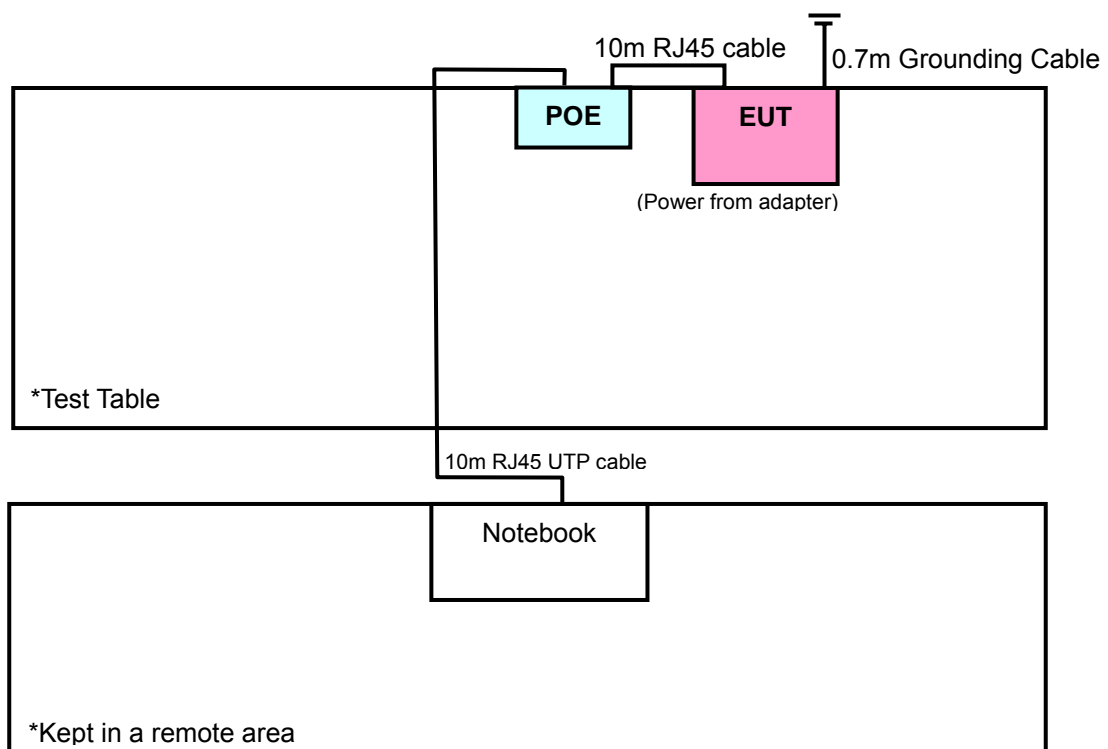 10m RJ45 cable
0.7m Grounding Cable
POE
EUT
(Power from adapter)
*Test Table
10m RJ45 UTP cable
Notebook
*Kept in a remote area